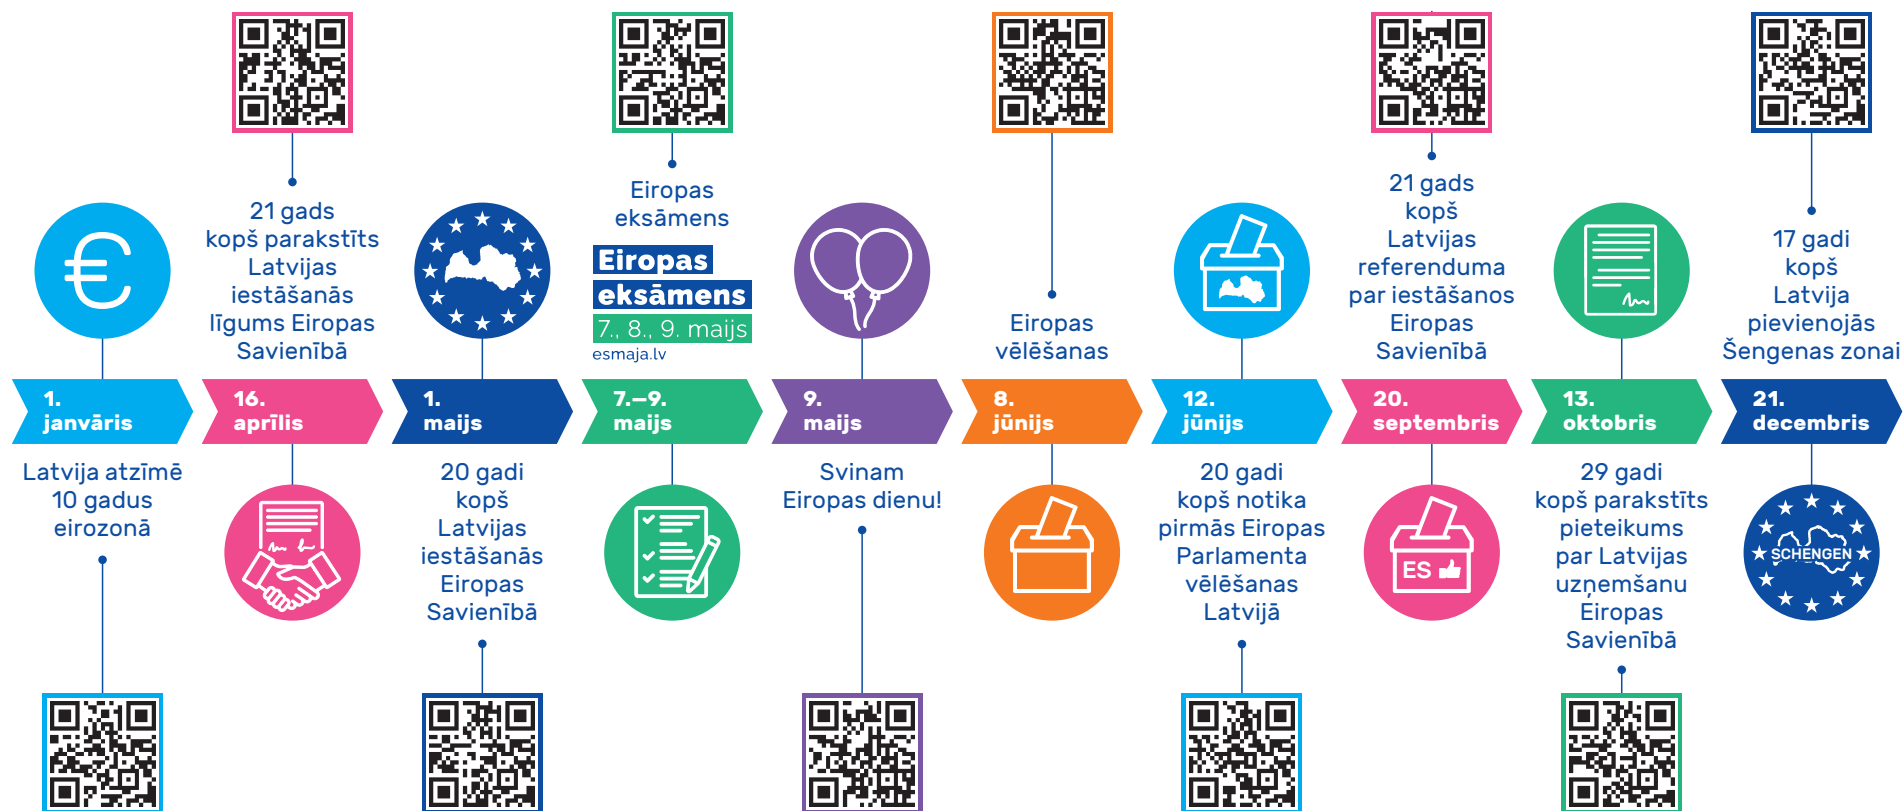 1.
janvāris
Latvija atzīmē
10 gadus
eirozonā
21 gads
kopš parakstīts
Latvijas
iestāšanās
līgums Eiropas
Savienībā
16.
aprīlis
1.
maijs
20 gadi
kopš
Latvijas
iestāšanās
Eiropas
Savienībā
Eiropas
eksāmens
Eiropas
eksāmens
7., 8., 9. maijs
esmaja.lv
7.–9.
maijs
9.
maijs
Svinam
Eiropas dienu!
Eiropas
vēlēšanas
8.
jūnijs
12.
jūnijs
20 gadi
kopš notika
pirmās Eiropas
Parlamenta
vēlēšanas
Latvijā
21 gads
kopš
Latvijas
referenduma
par iestāšanos
Eiropas
Savienībā
20.
septembris
ES
13.
oktobris
29 gadi
kopš parakstīts
pieteikums
par Latvijas
uzņemšanu
Eiropas
Savienībā
17 gadi
kopš
Latvija
pievienojās
Šengenas zonai
21.
decembris
SCHENGEN